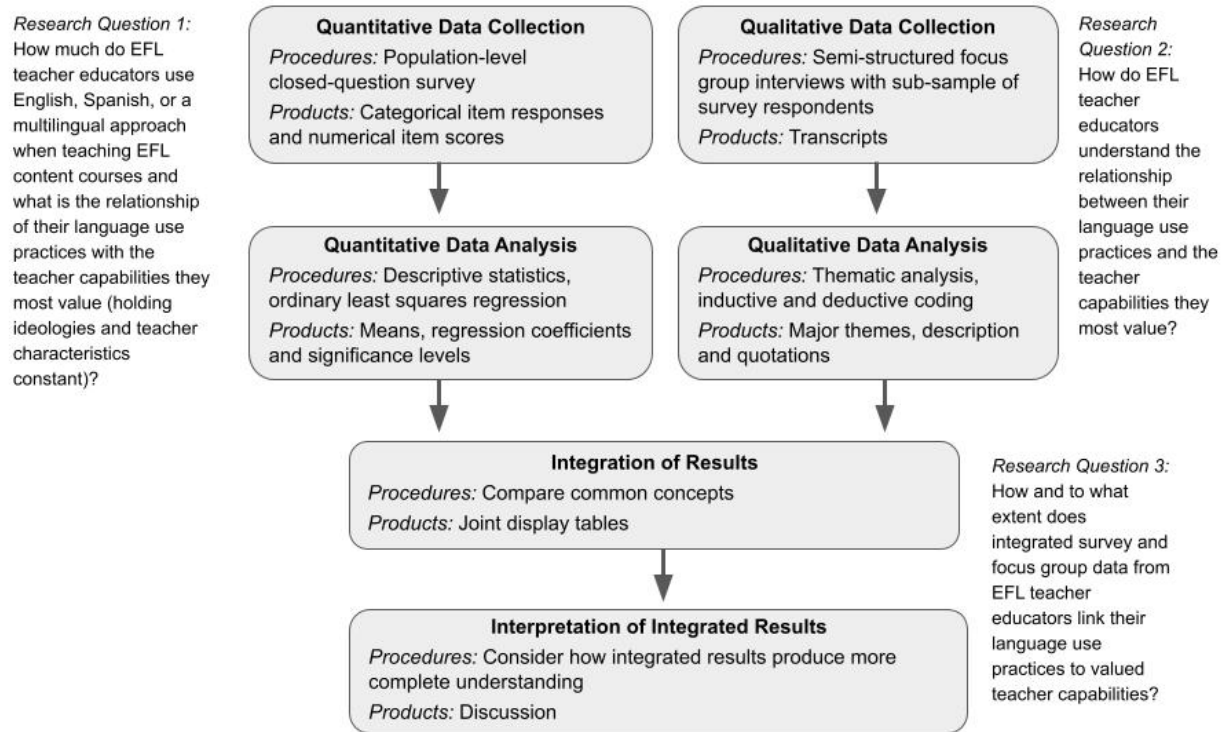 Research Question 1:
How much do EFL
teacher educators use
English, Spanish, or a
multilingual approach
when teaching EFL
content courses and
what is the relationship
of their language use
practices with the
teacher capabilities they
most value (holding
ideologies and teacher
characteristics
constant)?
Quantitative Data Collection
Procedures: Population-level
closed-question survey
Products: Categorical item responses
and numerical item scores
Qualitative Data Collection
Procedures: Semi-structured focus
group interviews with sub-sample of
survey respondents
Products: Transcripts
Research
Question 2:
How do EFL
teacher
educators
understand the
relationship
between their
language use
practices and the
teacher
capabilities they
most value?
Quantitative Data Analysis
Procedures: Descriptive statistics,
ordinary least squares regression
Products: Means, regression coefficients
and significance levels
Qualitative Data Analysis
Procedures: Thematic analysis,
inductive and deductive coding
Products: Major themes, description
and quotations
Integration of Results
Procedures: Compare common concepts
Products: Joint display tables
Research Question 3:
How and to what
extent does
integrated survey and
focus group data from
EFL teacher
educators link their
language use
practices to valued
teacher capabilities?
Interpretation of Integrated Results
Procedures: Consider how integrated results produce more
complete understanding
Products: Discussion